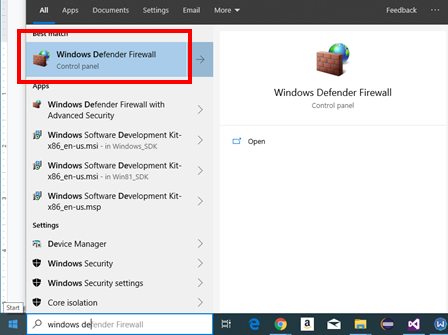 All Apps Documents Settings Email More Feedback ...
Best match
Windows Defender Firewall
Control panel
Apps
Windows Defender Firewall with
Advanced Security
Windows Software Development Kit-
x86_en-us.msi - in Windows_SDK
Windows Software Development Kit-
x86_en-us.msi - in Win81_SDK
Windows Software Development Kit-
x86_en-us.msp
Settings
Device Manager
Windows Security
Windows Security settings
Core isolation
Windows Defender Firewall
Control panel
Open
Start
windows defender Firewall